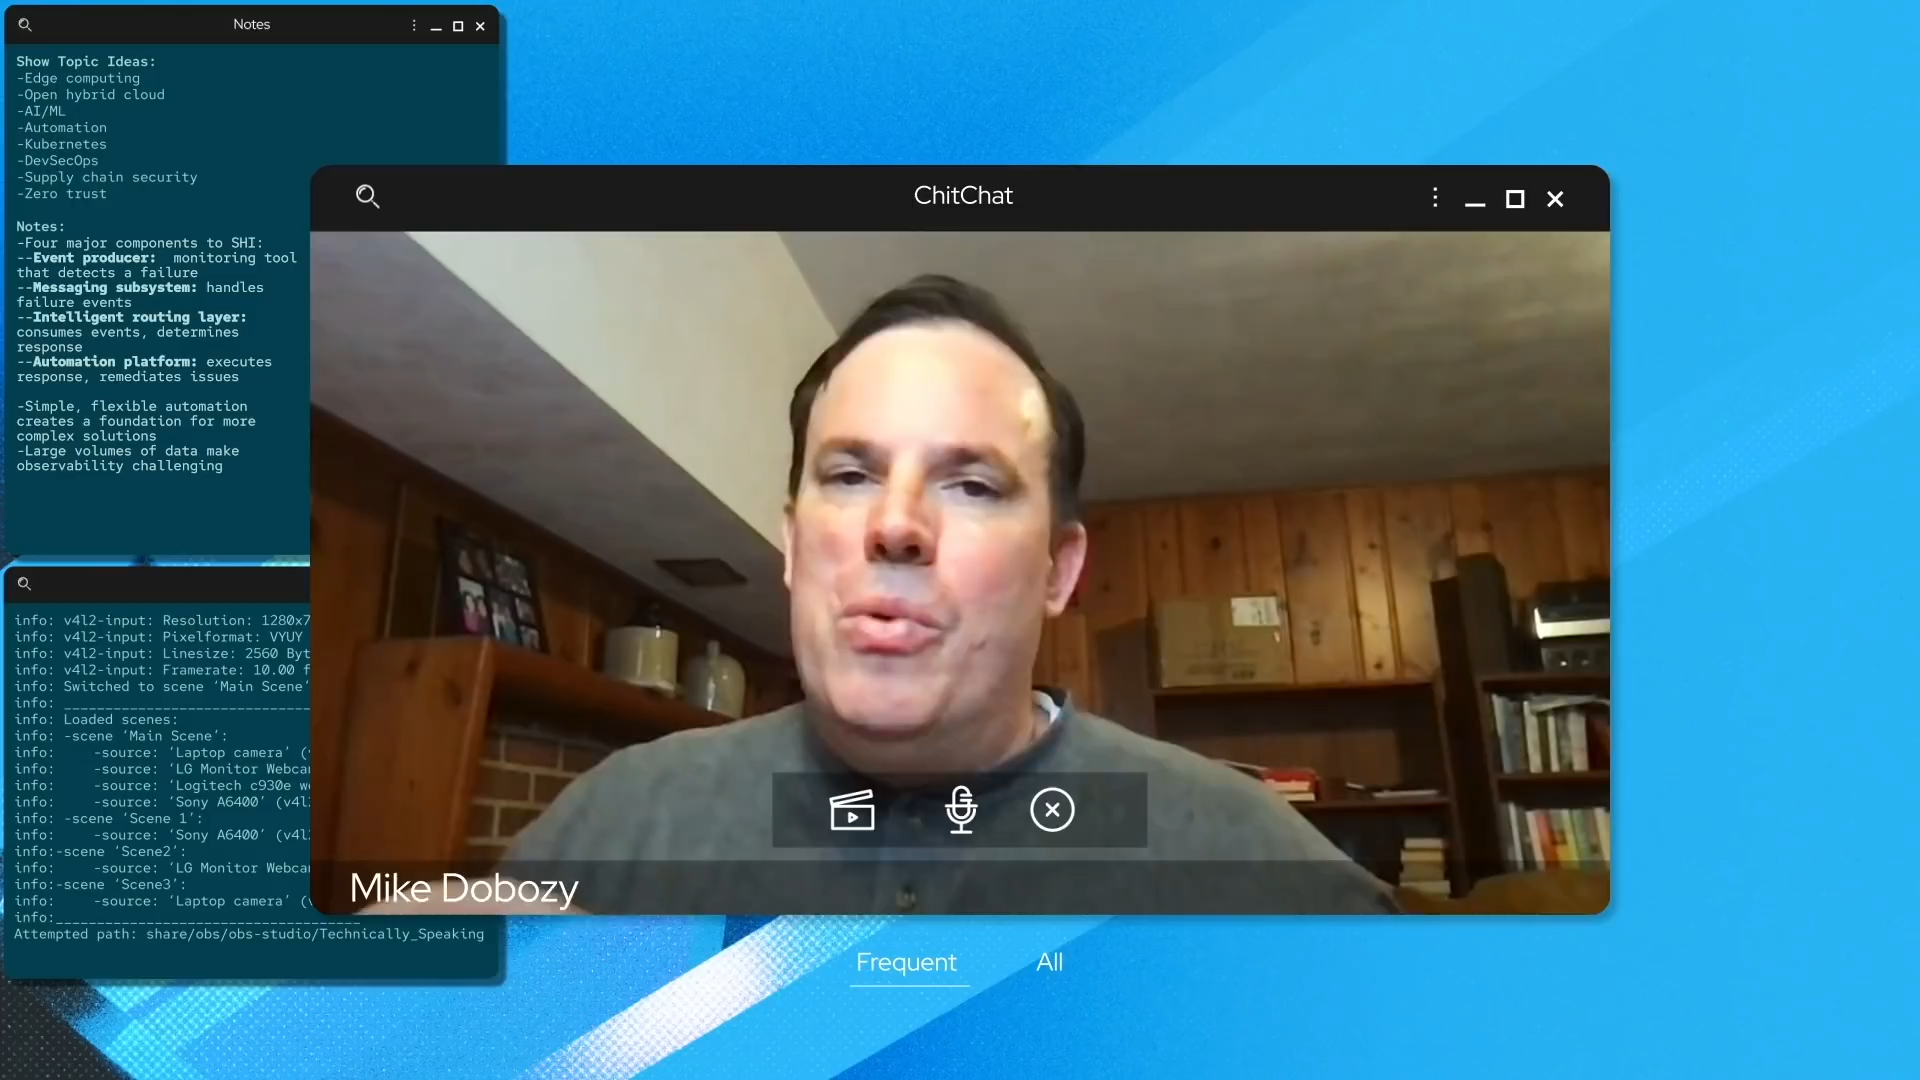 Notes
Show Topic Ideas:
-Edge computing
-Open hybrid cloud
-AI/ML
-Automation
-Kubernetes
-DevSecOps
-Supply chain security
-Zero trust
Notes:
-Four major components to SHI:
--Event producer: monitoring tool
that detects a failure
--Messaging subsystem: handles
failure events
--Intelligent routing layer:
consumes events, determines
response
--Automation platform: executes
response, remediates issues
-Simple, flexible automation
creates a foundation for more
complex solutions
-Large volumes of data make
observability challenging
ChitChat
Mike Dobozy
info: v4l2-input: Resolution: 1280x7
info: v4l2-input: Pixelformat: VYUY
info: v4l2-input: Linesize: 2560 Byt
info: v4l2-input: Framerate: 10.00 f
info: Switched to scene ‘Main Scene’
info: ______________________________
info: Loaded scenes:
info: -scene ‘Main Scene’:
info: -source: ‘Laptop camera’ (
info: -source: ‘LG Monitor Webcam
info: -source: ‘Logitech c930e w
info: -source: ‘Sony A6400’ (v4l
info: -scene ‘Scene 1’:
info: -source: ‘Sony A6400’ (v4l
info:-scene ‘Scene2’:
info: -source: ‘LG Monitor Webcam
info:-scene ‘Scene3’:
info: -source: ‘Laptop camera’ (
info:_____________________________________
Attempted path: share/obs/obs-studio/Technically_Speaking
Frequent
All